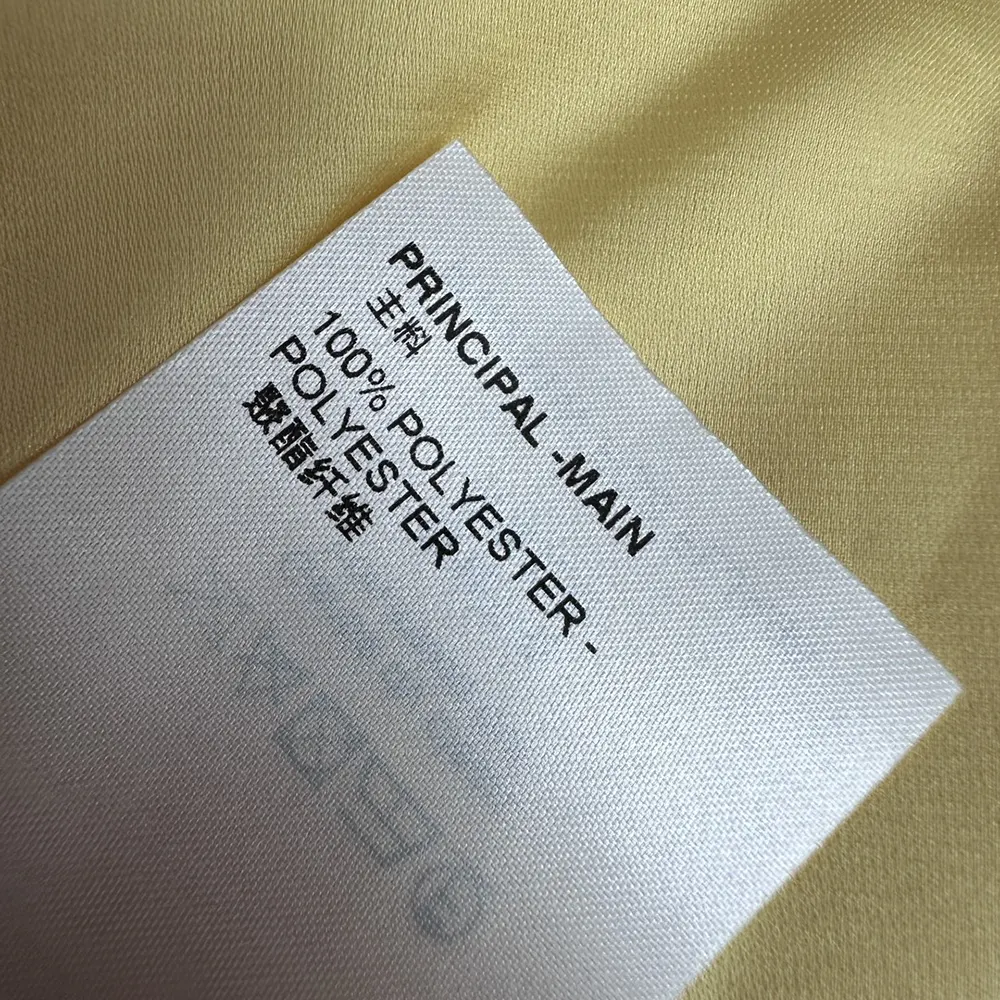 PRINCIPAL -MAIN
主料
100% POLYESTER -
POLYESTER
聚酯纤维